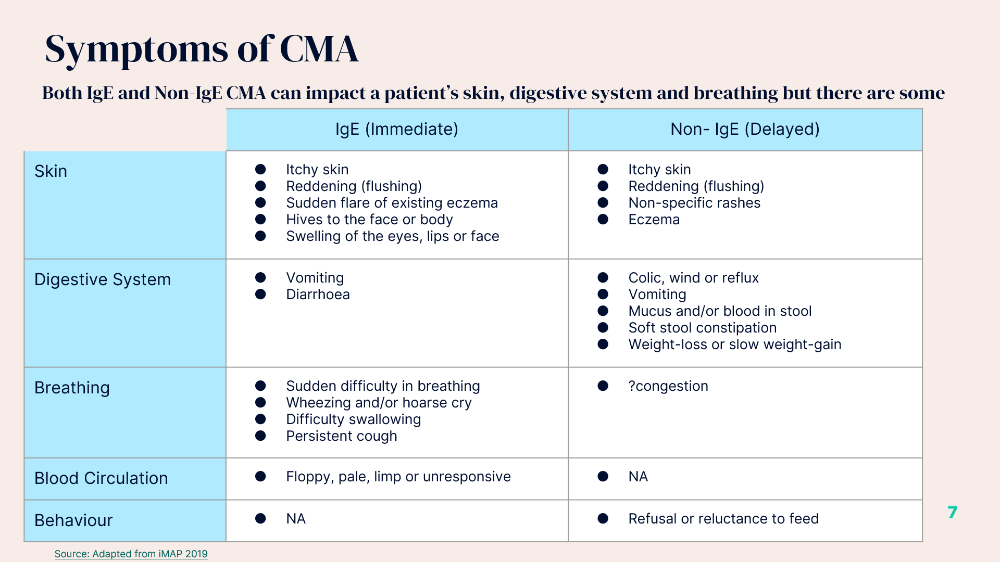 Symptoms of CMA
Both IgE and Non-IgE CMA can impact a patient’s skin, digestive system and breathing but there are some
IgE (Immediate)
Non- IgE (Delayed)
Skin
● Itchy skin
● Reddening (flushing)
● Sudden flare of existing eczema
● Hives to the face or body
● Swelling of the eyes, lips or face
● Itchy skin
● Reddening (flushing)
● Non-specific rashes
● Eczema
Digestive System
● Vomiting
● Diarrhoea
● Colic, wind or reflux
● Vomiting
● Mucus and/or blood in stool
● Soft stool constipation
● Weight-loss or slow weight-gain
Breathing
● Sudden difficulty in breathing
● Wheezing and/or hoarse cry
● Difficulty swallowing
● Persistent cough
● ?congestion
Blood Circulation
● Floppy, pale, limp or unresponsive
● NA
Behaviour
● NA
● Refusal or reluctance to feed
7
Source: Adapted from iMAP 2019